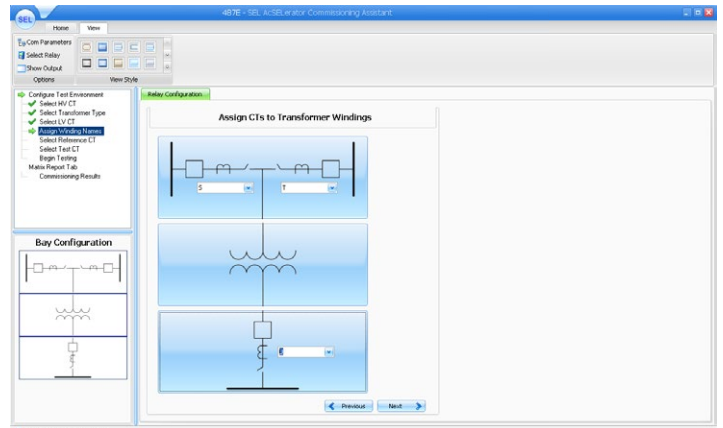 SEL
487E - SEL AcSELerator Commissioning Assistant
Home View
Com Parameters
Select Relay
Show Output
Options
View Style
Configure Test Environment
Select HV CT
Select Transformer Type
Select LV CT
Assign Winding Names
Select Reference CT
Select Test CT
Begin Testing
Matrix Report Tab
Commissioning Results
Bay Configuration
Relay Configuration
Assign CTs to Transformer Windings
S T
Previous Next